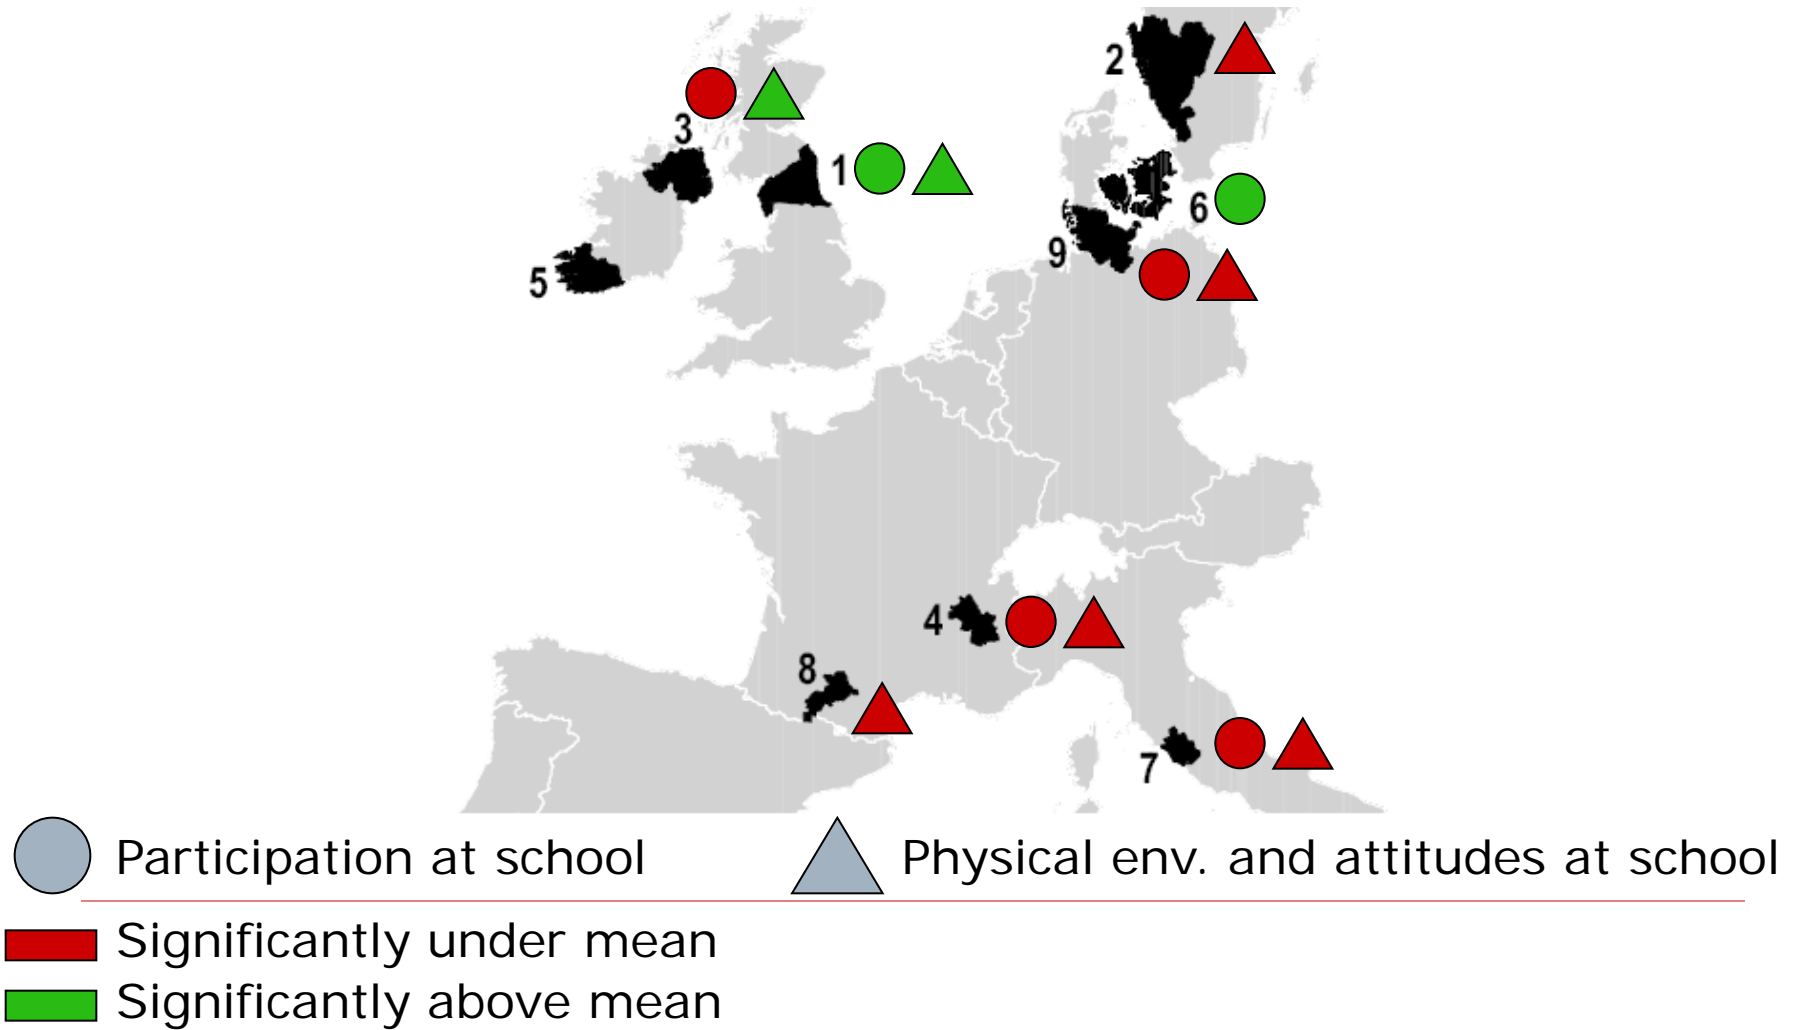 2
3
1
6
9
5
4
8
7
Participation at school
Physical env. and attitudes at school
Significantly under mean
Significantly above mean